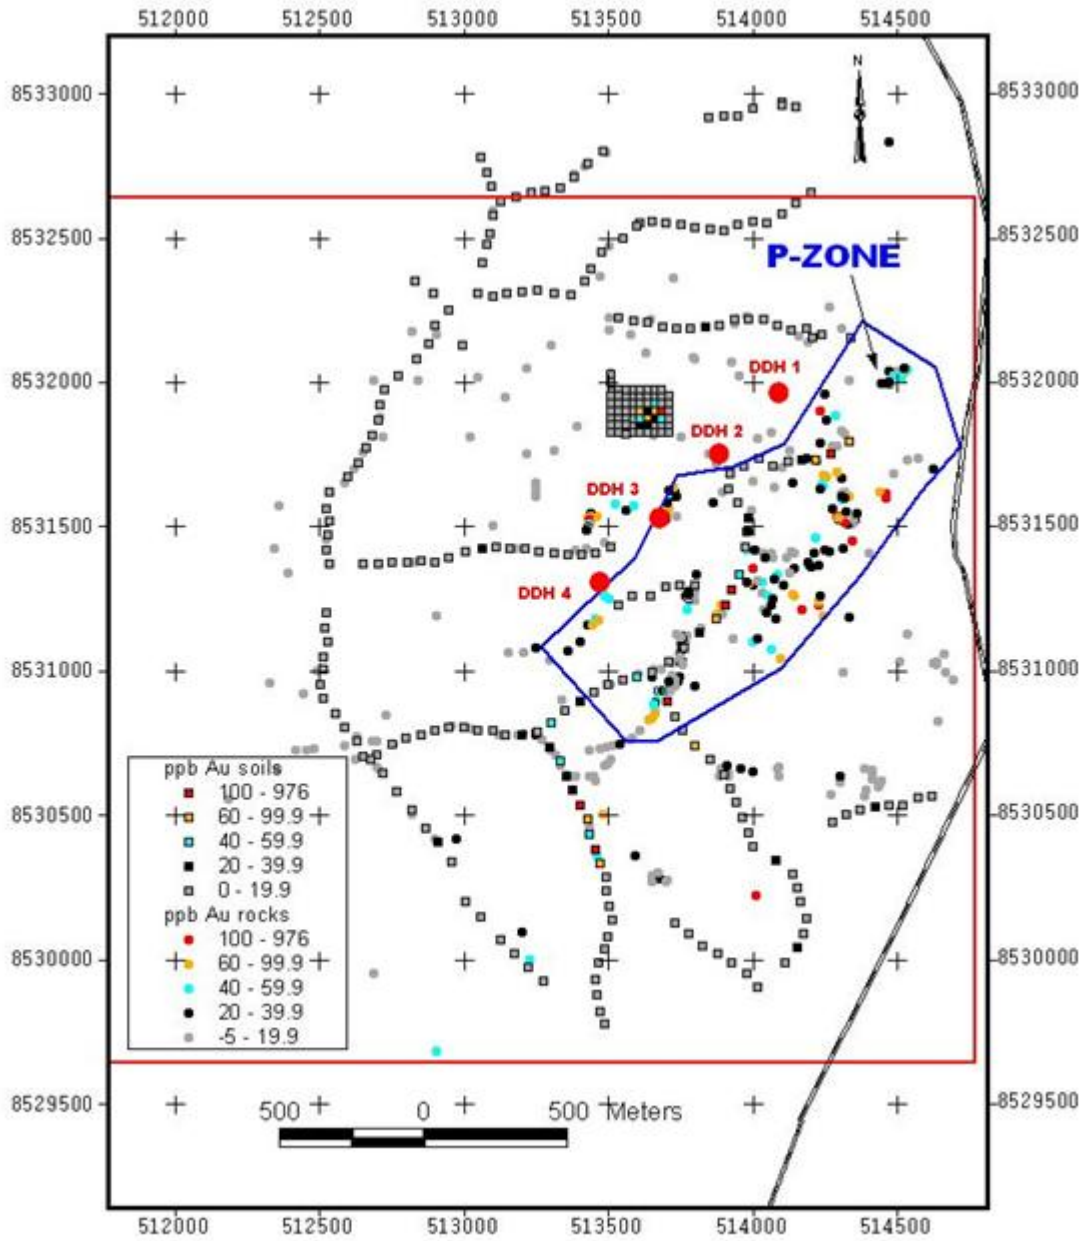 512000 512500 513000 513500 514000 514500
N
8533000 8533000
8532500 8532500
P-ZONE
8532000 8532000
DDH 1
DDH 2
DDH 3
8531500 8531500
DDH 4
8531000 8531000
ppb Au soils
100 - 976
60 - 99.9
40 - 59.9
20 - 39.9
0 - 19.9
ppb Au rocks
100 - 976
60 - 99.9
40 - 59.9
20 - 39.9
-5 - 19.9
8530500 8530500
8530000 8530000
8529500 8529500
500 0 500 Meters
512000 512500 513000 513500 514000 514500